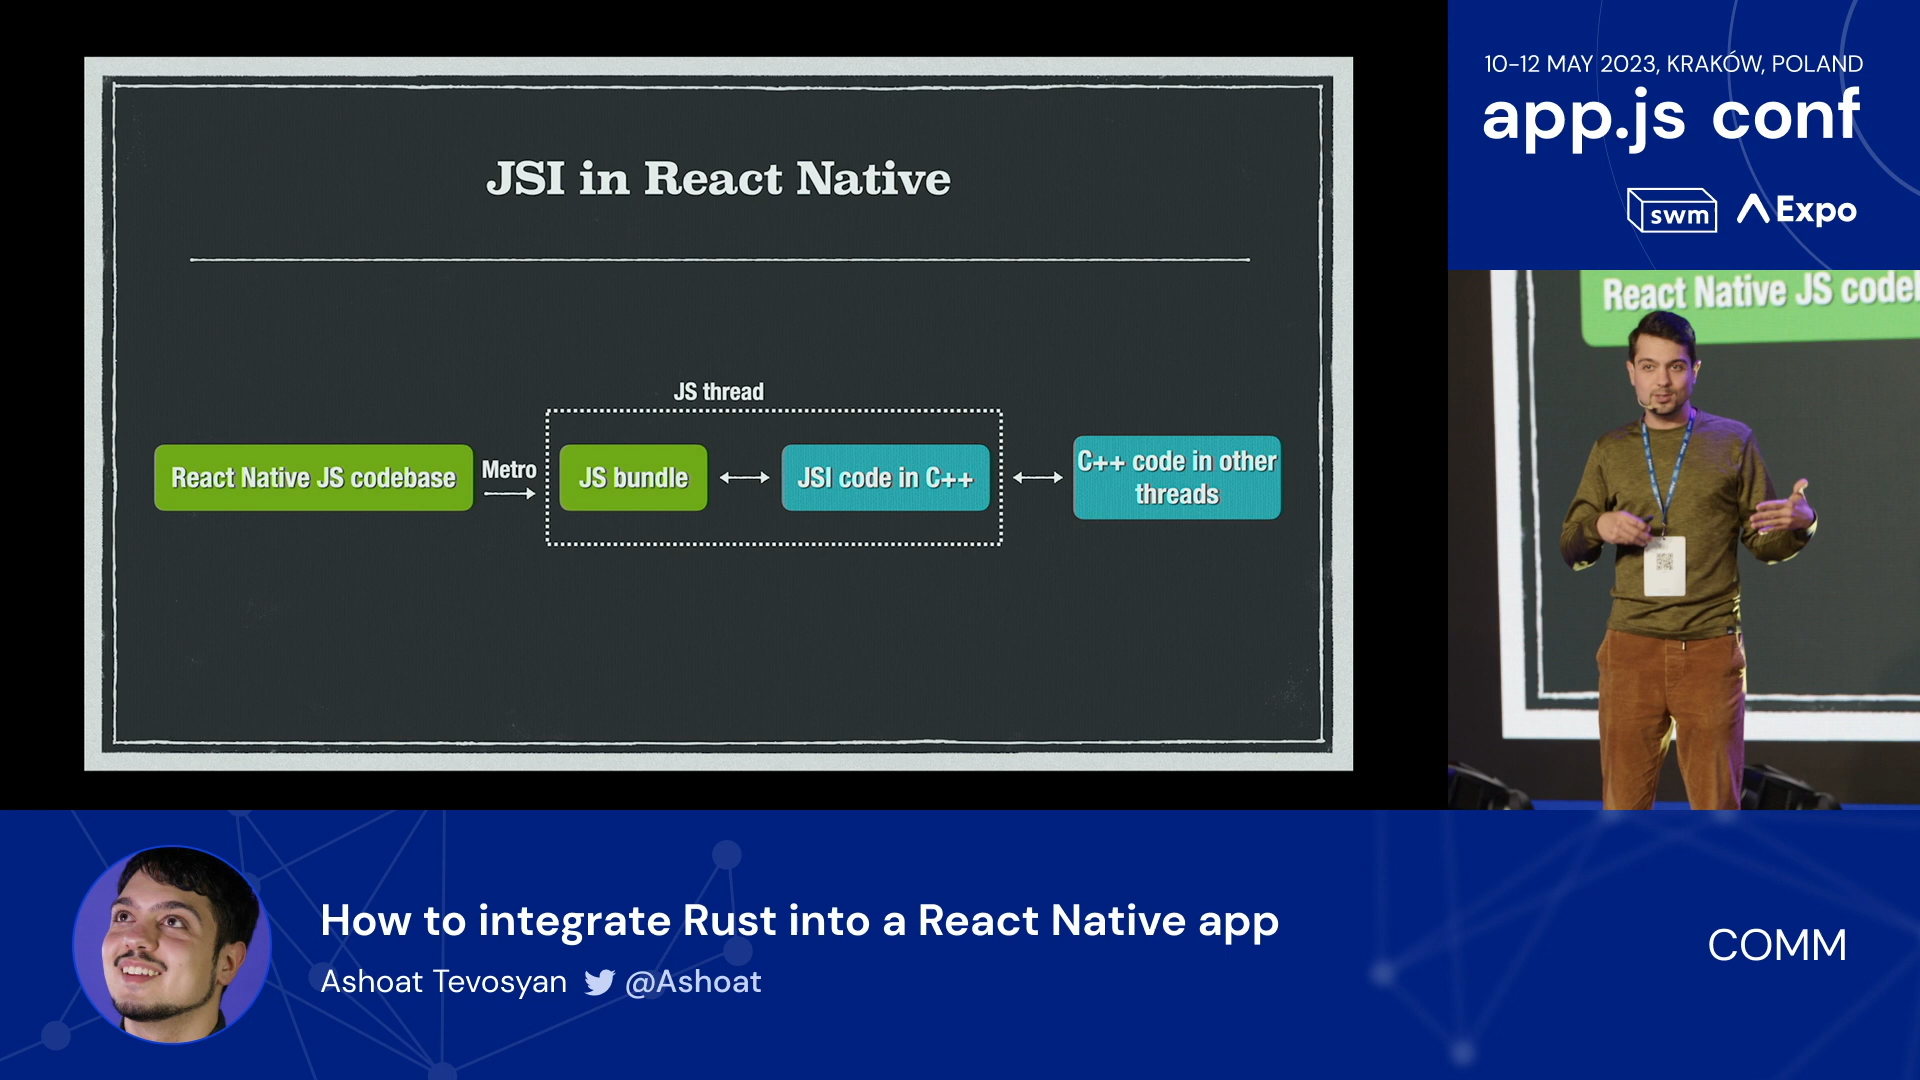 JSI in React Native
JS thread
React Native JS codebase
Metro
JS bundle
JSI code in C++
C++ code in other
threads
10-12 MAY 2023, KRAKÓW, POLAND
app.js conf
swm
Expo
React Native JS codeb
How to integrate Rust into a React Native app
Ashoat Tevosyan @Ashoat
COMM